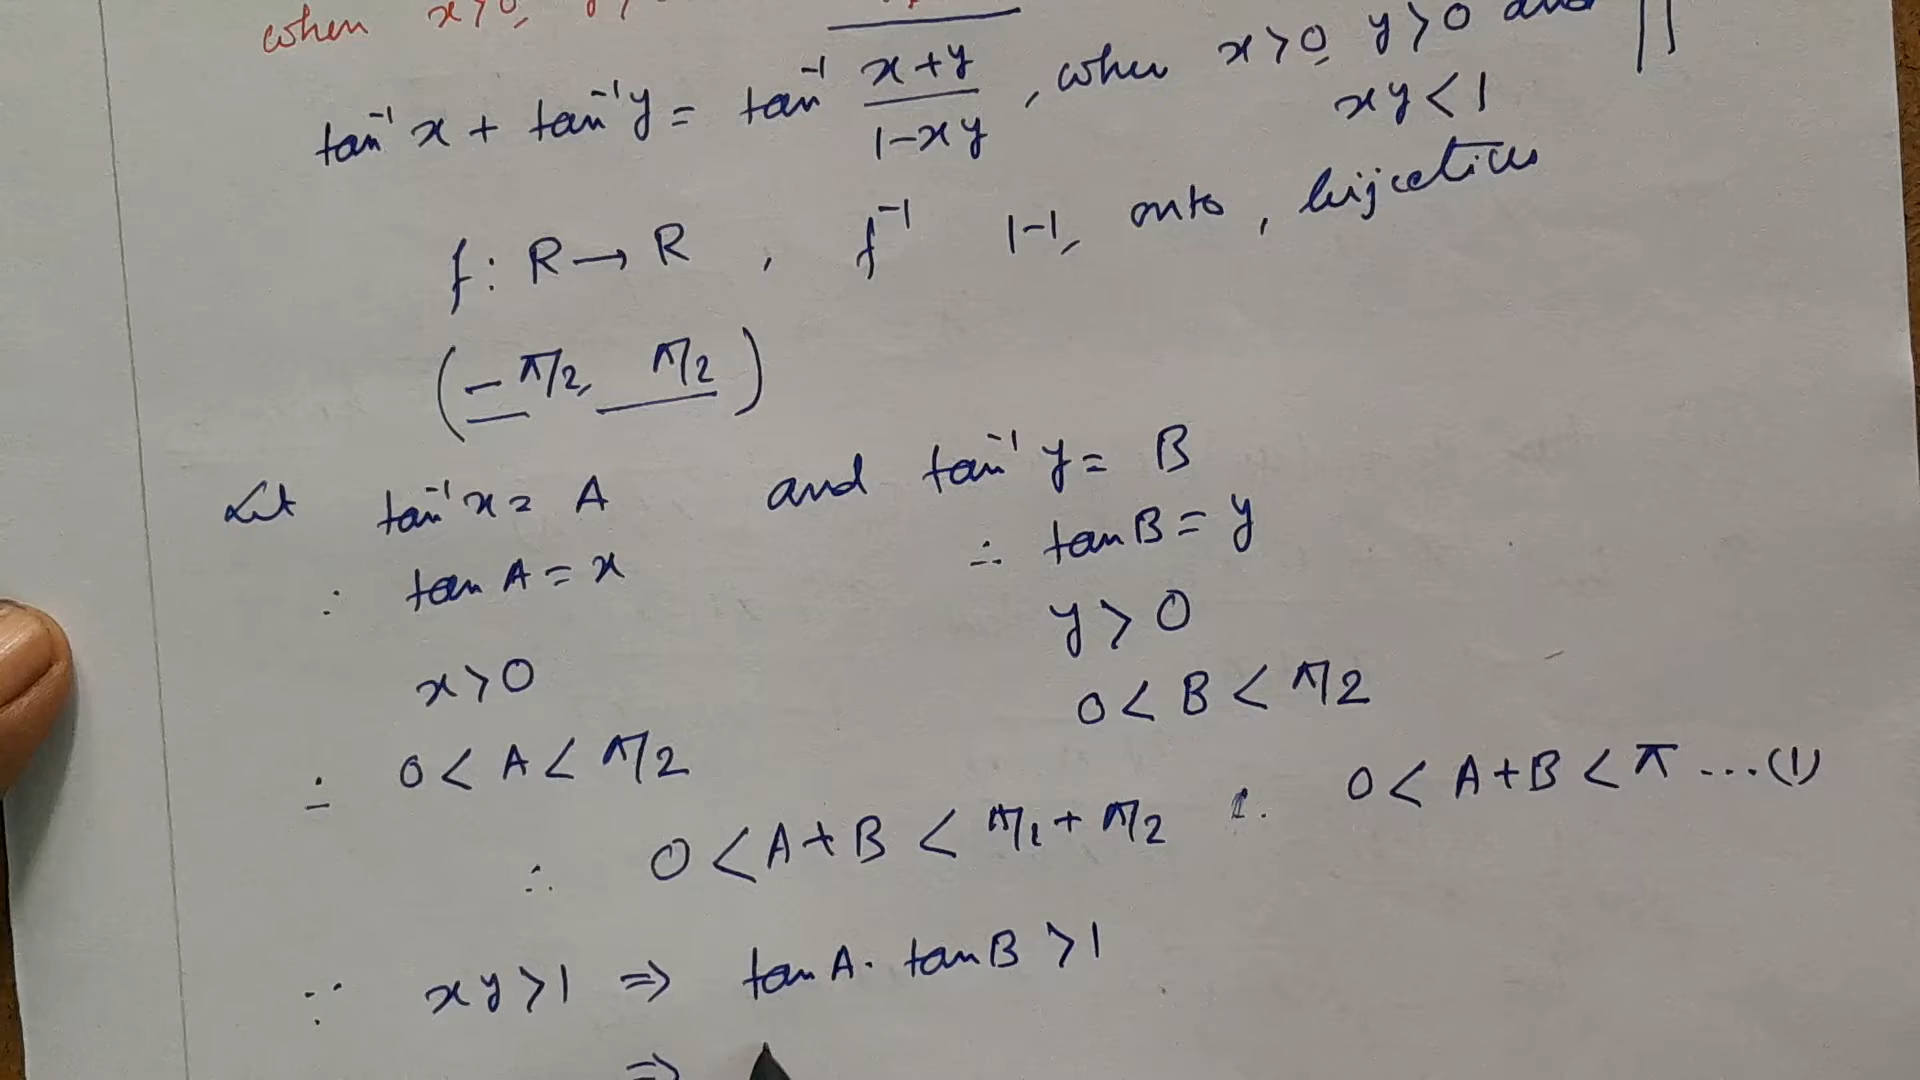 when x>0,
tan⁻¹x + tan⁻¹y = tan⁻¹ (x+y)/(1-xy), when x>0, y>0 and xy<1
f: R→R , f⁻¹ 1-1, onto, bijective
(-π/2, π/2)
Let tan⁻¹x = A and tan⁻¹y = B
∴ tan A = x ∴ tan B = y
x>0 y>0
∴ 0 < A < π/2 0 < B < π/2
∴ 0 < A+B < π/2 + π/2 ∴ 0 < A+B < π ...(1)
∵ xy>1 ⇒ tan A. tan B >1
⇒